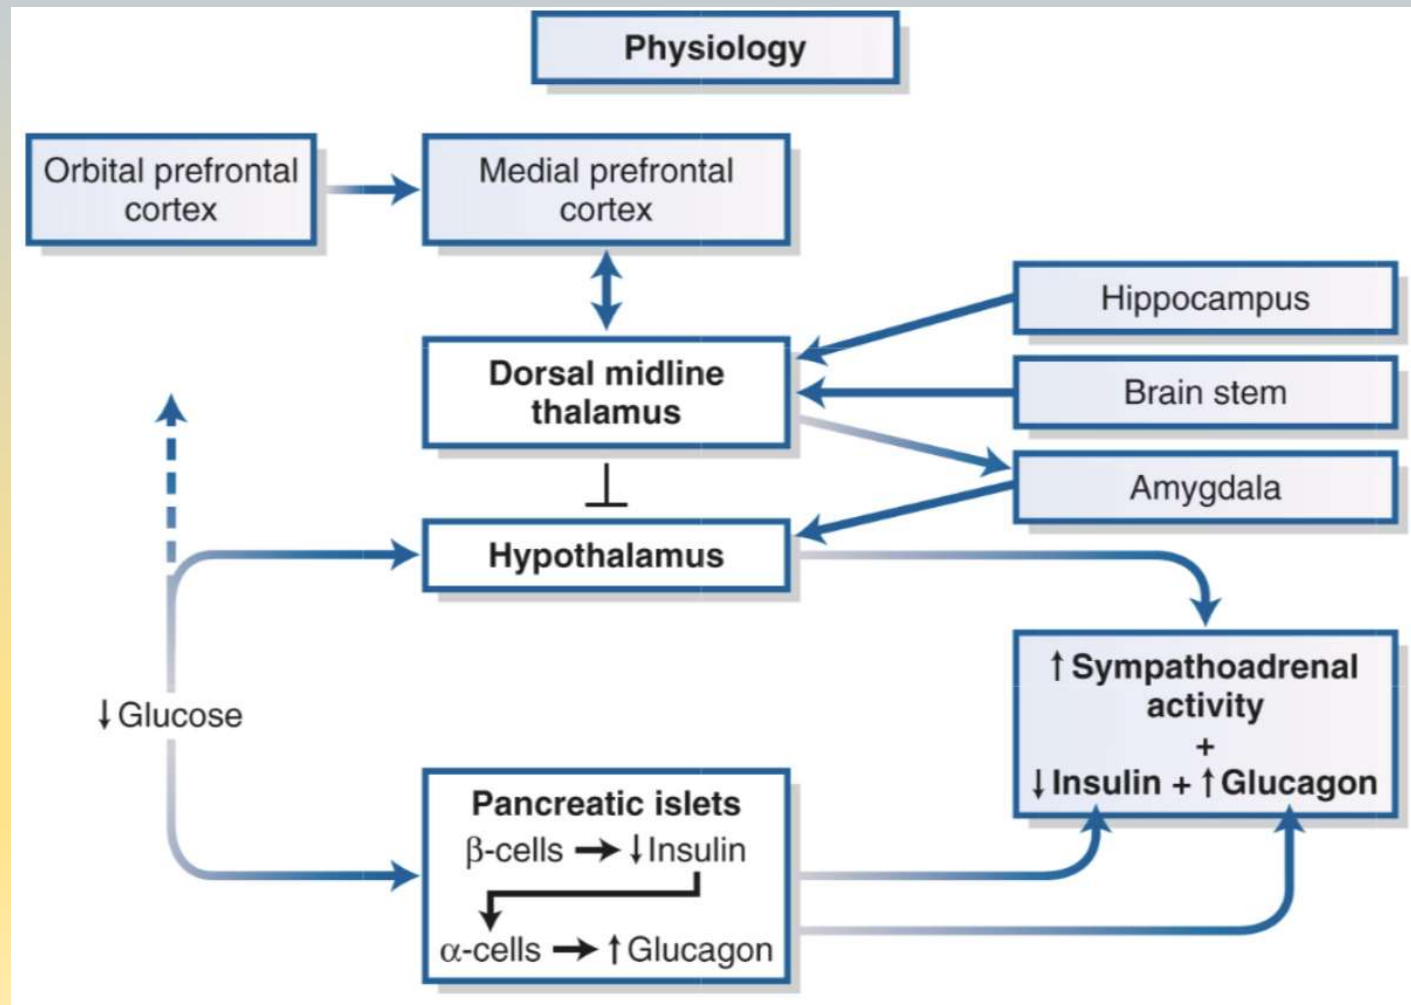 Physiology
Orbital prefrontal
cortex
Medial prefrontal
cortex
Hippocampus
Dorsal midline
thalamus
Brain stem
Amygdala
Hypothalamus
↑ Sympathoadrenal
activity
+
↓ Insulin + ↑ Glucagon
↓ Glucose
Pancreatic islets
β-cells → ↓ Insulin
α-cells → ↑ Glucagon